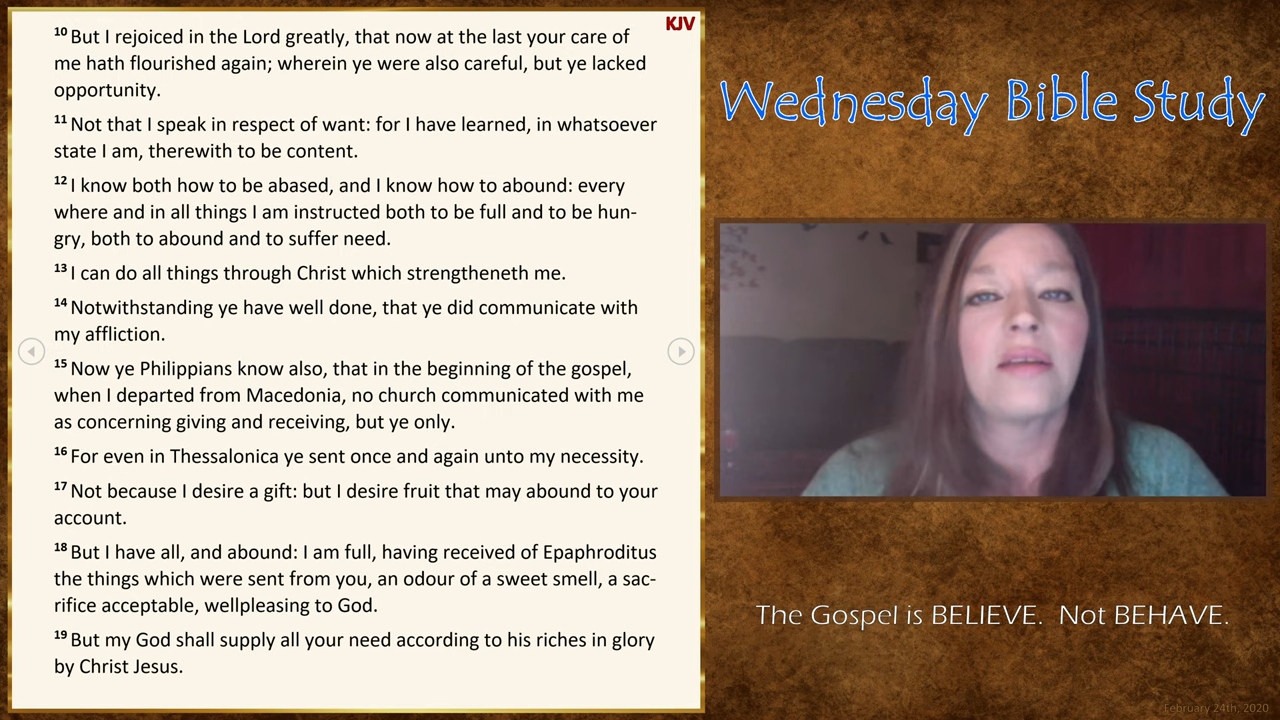 KJV
10 But I rejoiced in the Lord greatly, that now at the last your care of
me hath flourished again; wherein ye were also careful, but ye lacked
opportunity.
11 Not that I speak in respect of want: for I have learned, in whatsoever
state I am, therewith to be content.
12 I know both how to be abased, and I know how to abound: every
where and in all things I am instructed both to be full and to be hun-
gry, both to abound and to suffer need.
13 I can do all things through Christ which strengtheneth me.
14 Notwithstanding ye have well done, that ye did communicate with
my affliction.
15 Now ye Philippians know also, that in the beginning of the gospel,
when I departed from Macedonia, no church communicated with me
as concerning giving and receiving, but ye only.
16 For even in Thessalonica ye sent once and again unto my necessity.
17 Not because I desire a gift: but I desire fruit that may abound to your
account.
18 But I have all, and abound: I am full, having received of Epaphroditus
the things which were sent from you, an odour of a sweet smell, a sac-
rifice acceptable, wellpleasing to God.
19 But my God shall supply all your need according to his riches in glory
by Christ Jesus.
Wednesday Bible Study
The Gospel is BELIEVE. Not BEHAVE.
February 24th, 2020